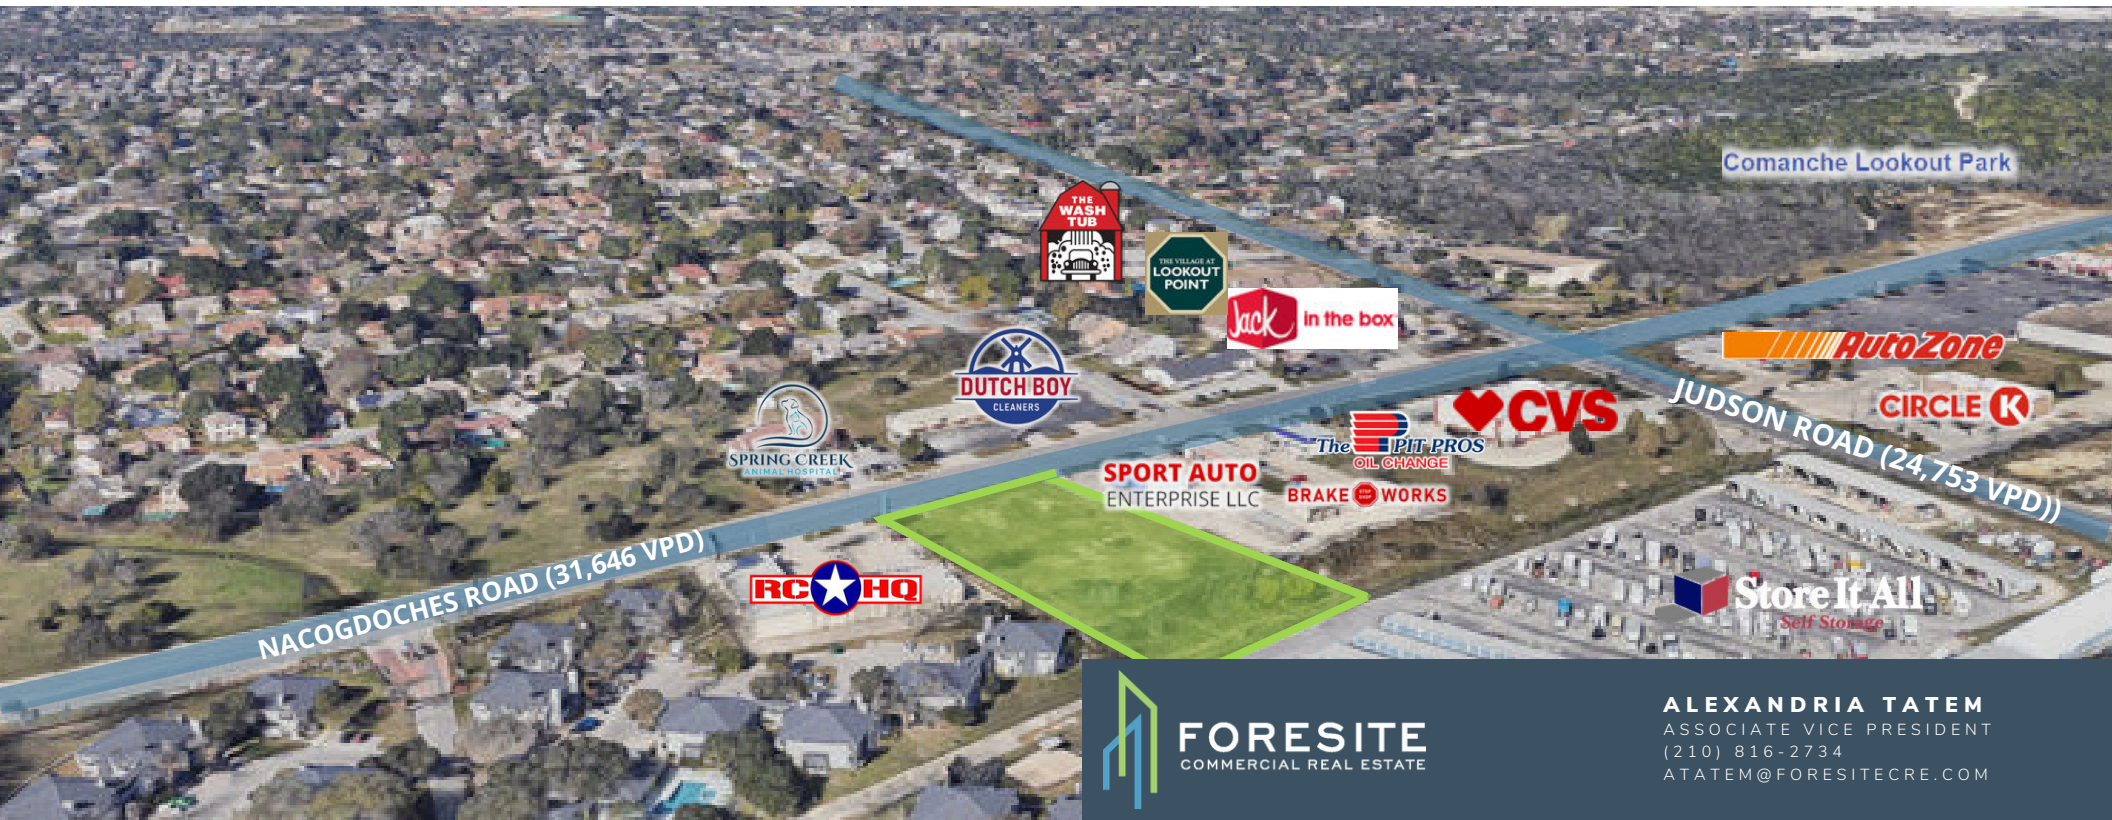 Comanche Lookout Park
THE
WASH
TUB
THE VILLAGE AT
LOOKOUT
POINT
Jack in the box
AutoZone
DUTCH BOY
CLEANERS
CVS
CIRCLE K
JUDSON ROAD (24,753 VPD))
The PIT PROS
OIL CHANGE
SPRING CREEK
ANIMAL HOSPITAL
SPORT AUTO
ENTERPRISE LLC
BRAKE STOP SHOP WORKS
NACOGDOCHES ROAD (31,646 VPD)
RC HQ
Store It All
Self Storage
FORESITE
COMMERCIAL REAL ESTATE
ALEXANDRIA TATEM
ASSOCIATE VICE PRESIDENT
(210) 816-2734
ATATEM@FORESITECRE.COM